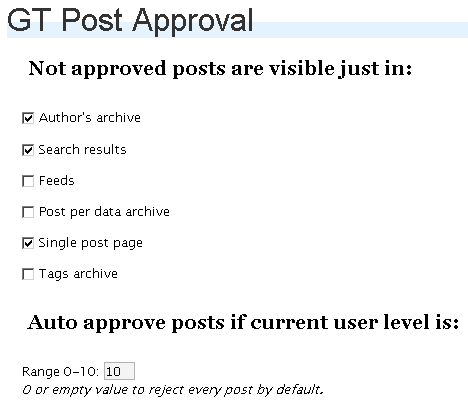 GT Post Approval
Not approved posts are visible just in:
Author's archive
Search results
Feeds
Post per data archive
Single post page
Tags archive
Auto approve posts if current user level is:
Range 0-10: 10
0 or empty value to reject every post by default.